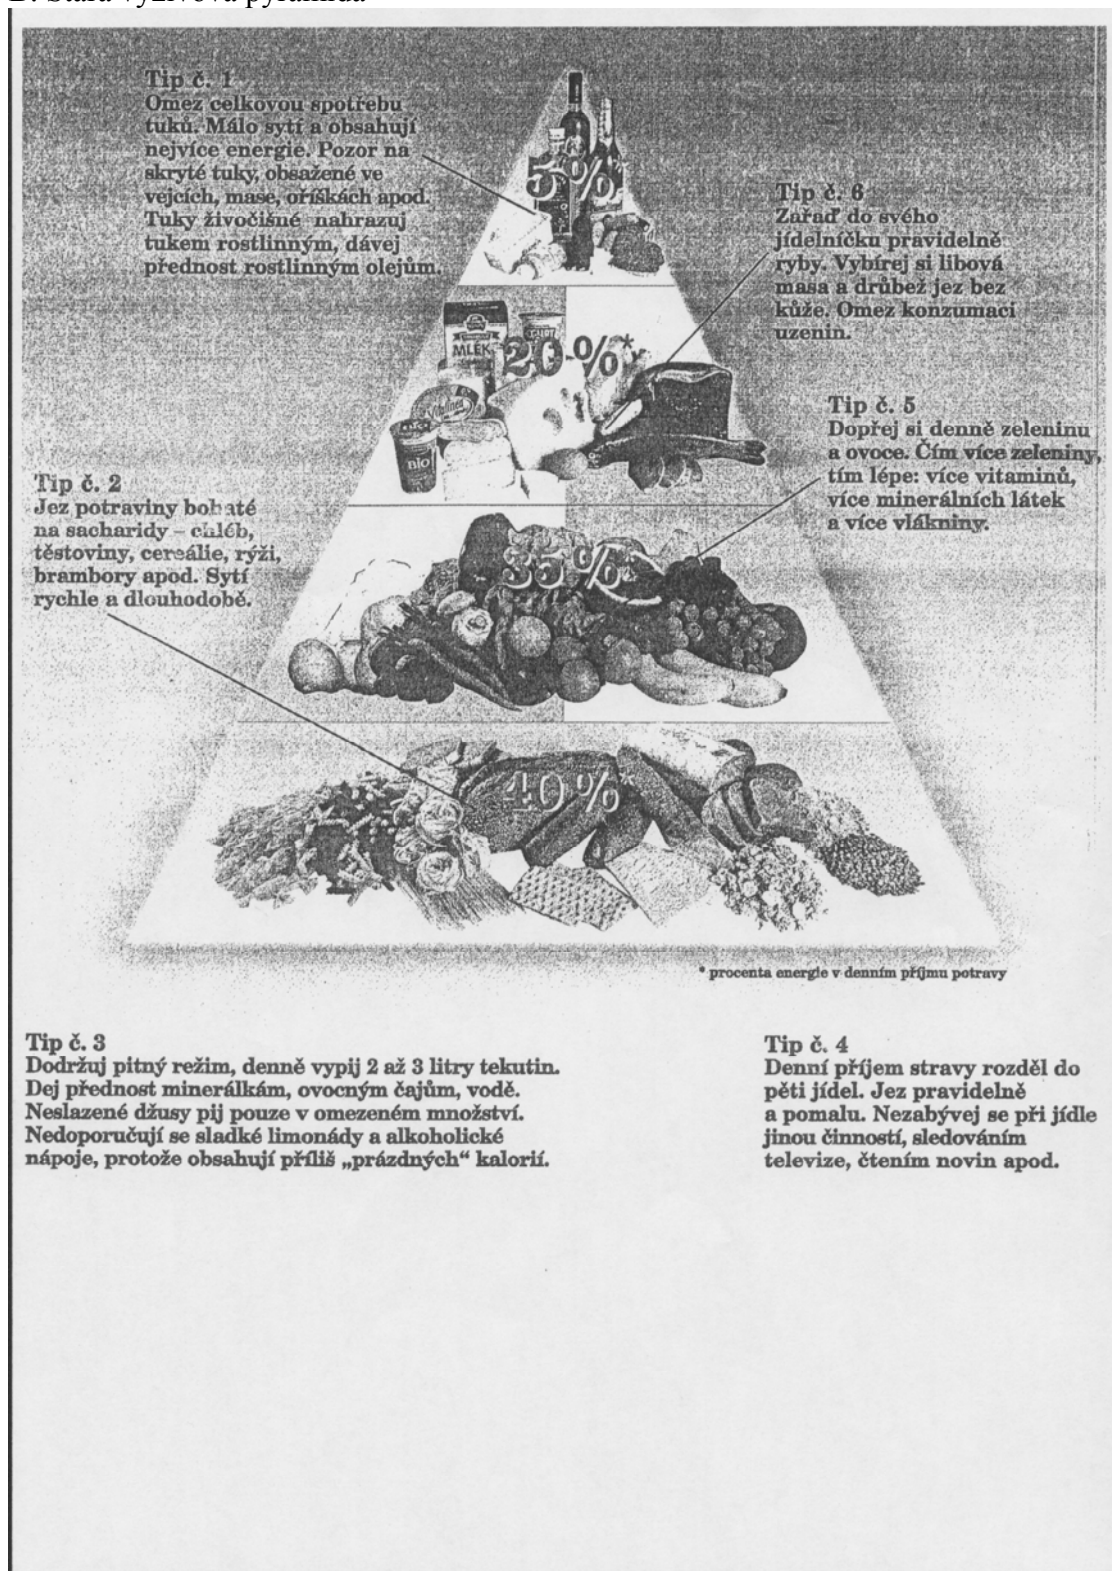 B. Stará výživová pyramida
Tip č. 1
Omez celkovou spotřebu
tuků. Málo sytí a obsahují
nejvíce energie. Pozor na
skryté tuky, obsažené ve
vejcích, mase, oříškách apod.
Tuky živočišné nahrazuj
tukem rostlinným, dávej
přednost rostlinným olejům.
5%*
Tip č. 6
Zařaď do svého
jídelníčku pravidelně
ryby. Vybírej si libová
masa a drůbež jez bez
kůže. Omez konzumaci
uzenin.
MLÉK
20%*
Vitalinea
BIO
Tip č. 5
Dopřej si denně zeleninu
a ovoce. Čím více zeleniny,
tím lépe: více vitaminů,
více minerálních látek
a více vlákniny.
Tip č. 2
Jez potraviny bohaté
na sacharidy – chléb,
těstoviny, cereálie, rýži,
brambory apod. Sytí
rychle a dlouhodobě.
35%*
40%*
* procenta energie v denním příjmu potravy
Tip č. 3
Dodržuj pitný režim, denně vypij 2 až 3 litry tekutin.
Dej přednost minerálkám, ovocným čajům, vodě.
Neslazené džusy pij pouze v omezeném množství.
Nedoporučují se sladké limonády a alkoholické
nápoje, protože obsahují příliš „prázdných“ kalorií.
Tip č. 4
Denní příjem stravy rozděl do
pěti jídel. Jez pravidelně
a pomalu. Nezabývej se při jídle
jinou činností, sledováním
televize, čtením novin apod.